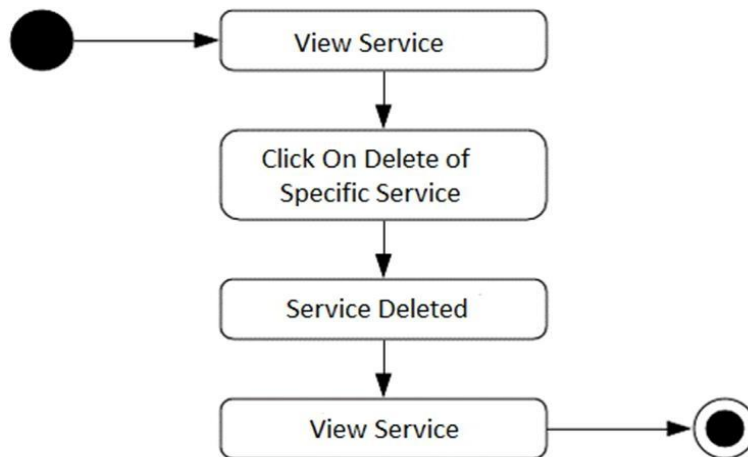 View Service
Click On Delete of
Specific Service
Service Deleted
View Service